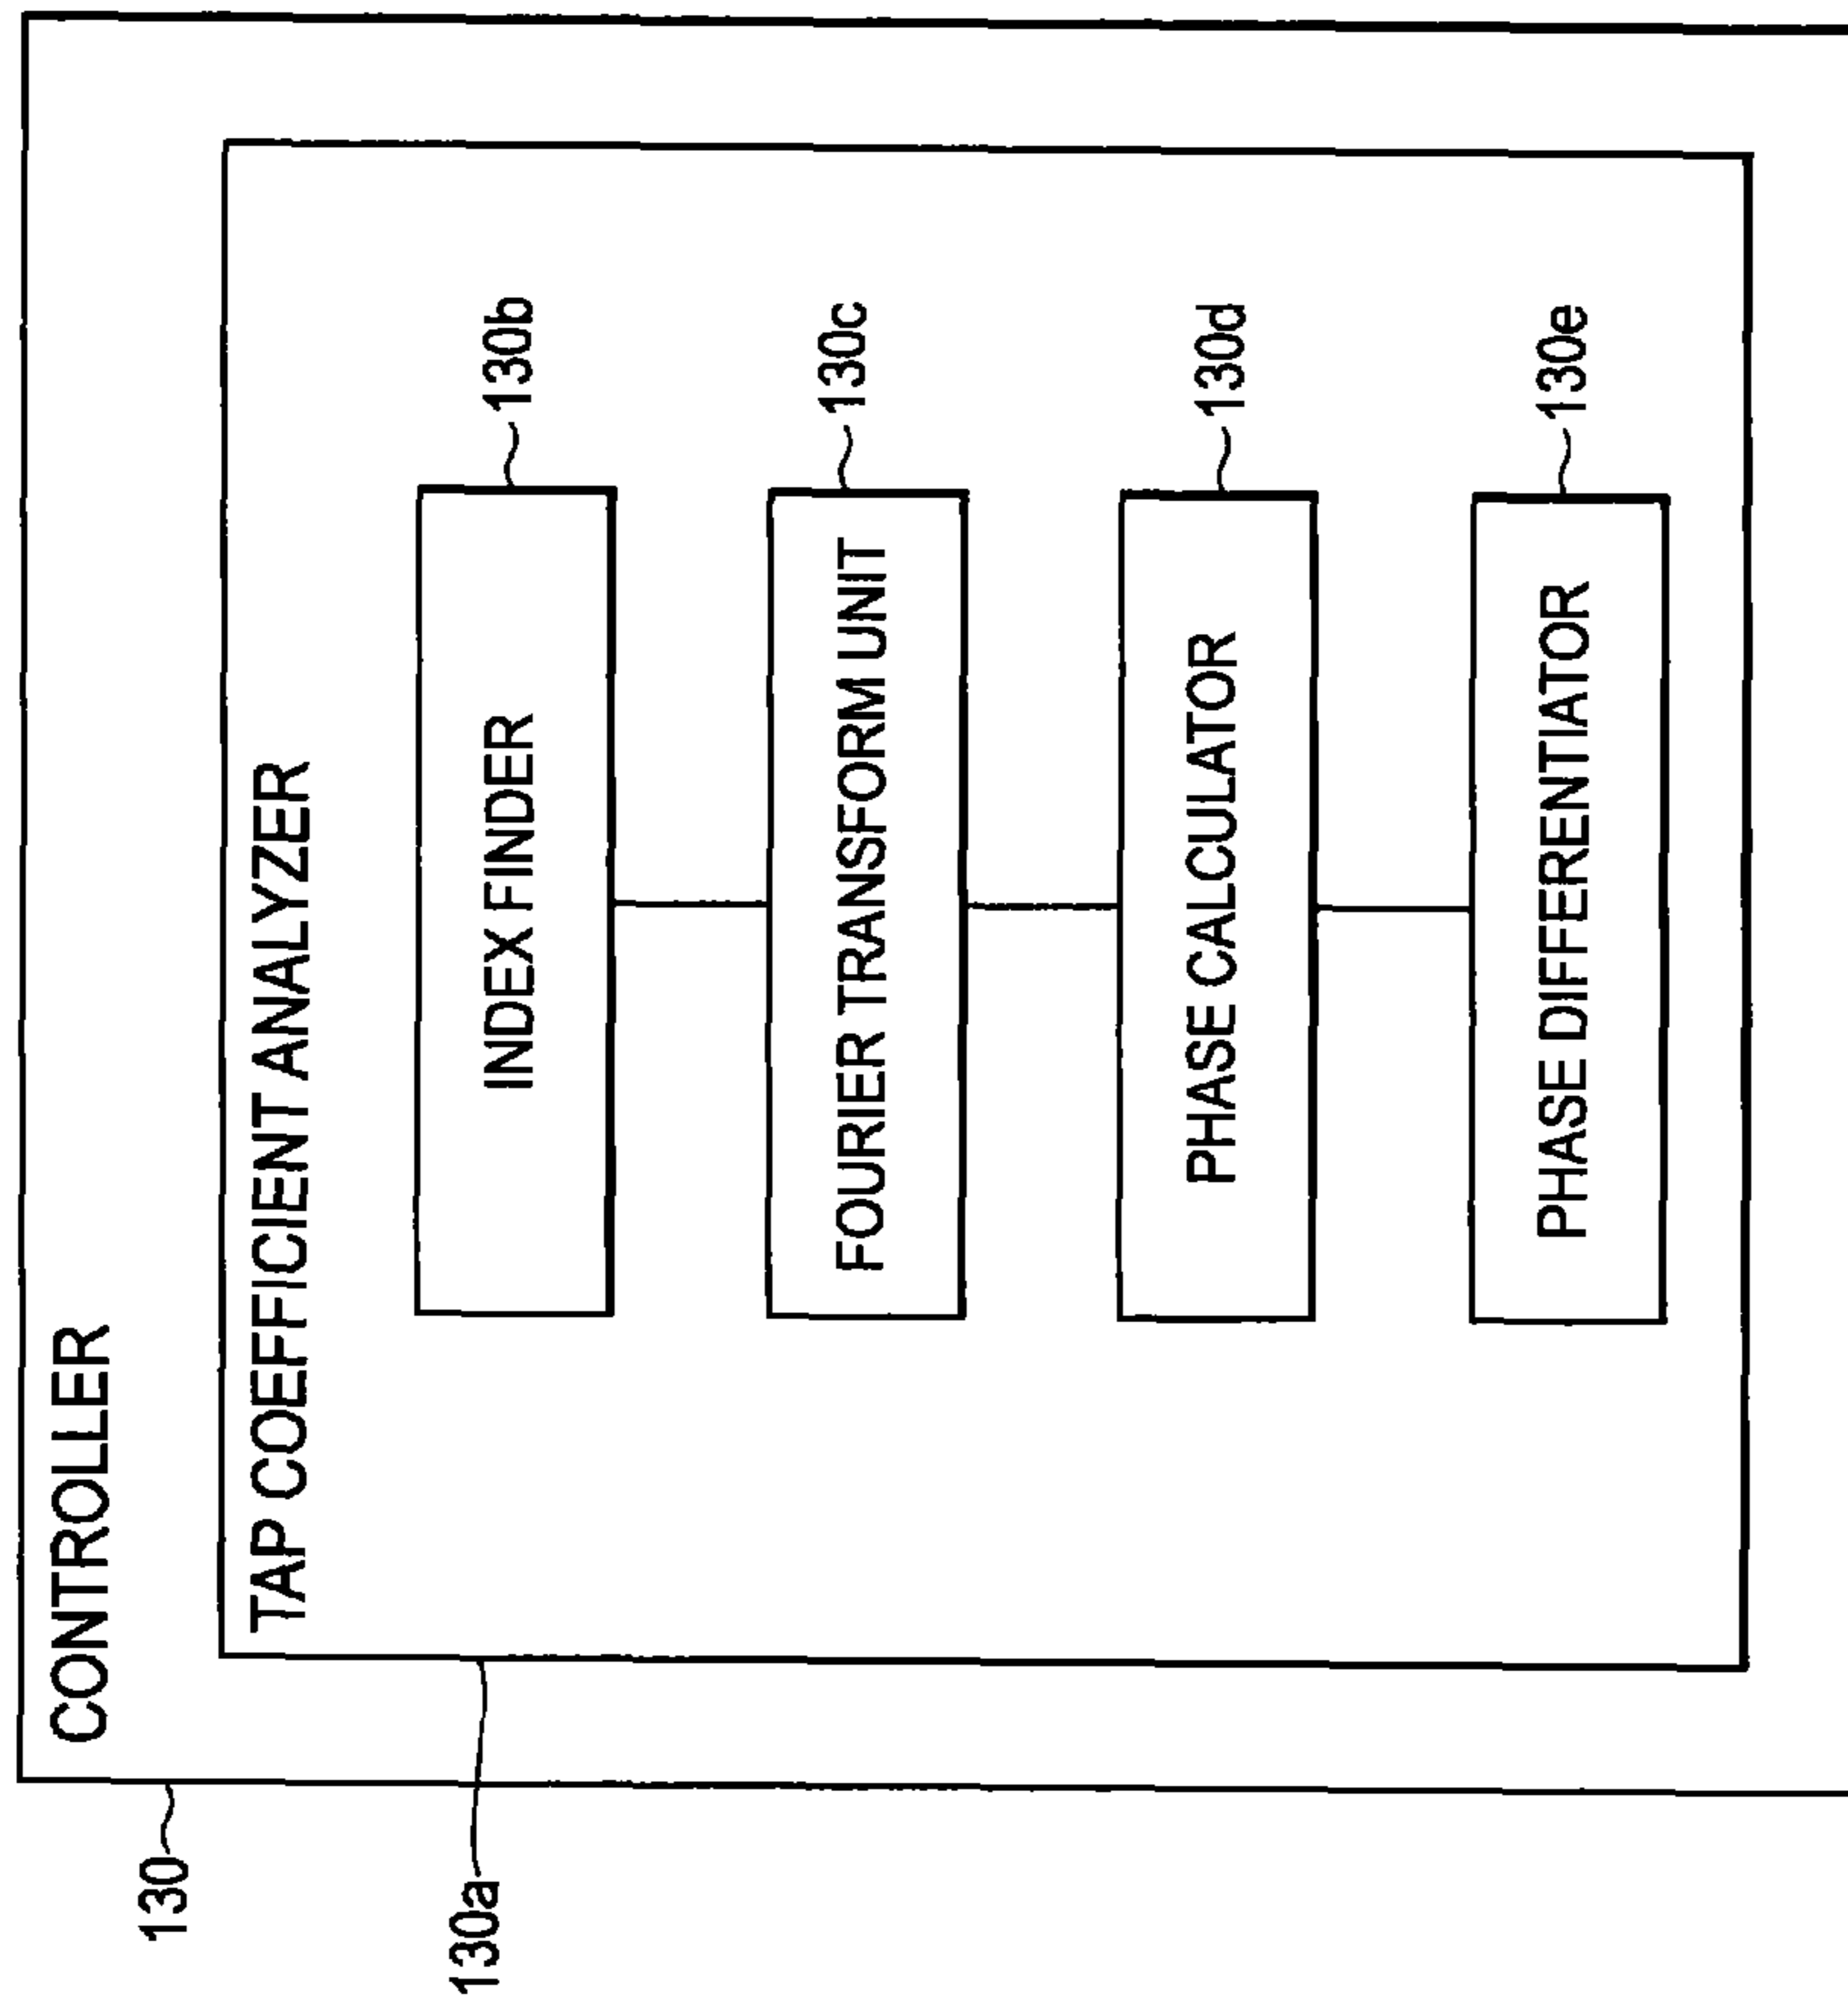 CONTROLLER
130
TAP COEFFICIENT ANALYZER
130a
INDEX FINDER
130b
FOURIER TRANSFORM UNIT
130c
PHASE CALCULATOR
130d
PHASE DIFFERENTIATOR
130e